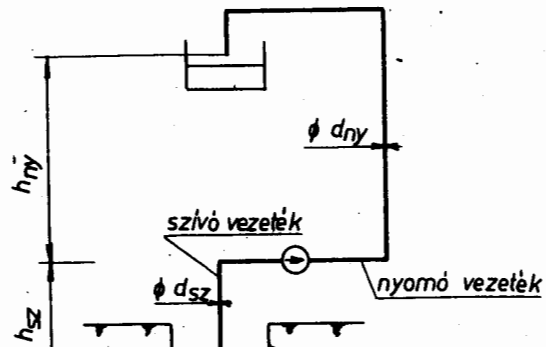 ϕ dny
hny
szívó vezeték
ϕ dsz
nyomó vezeték
hsz